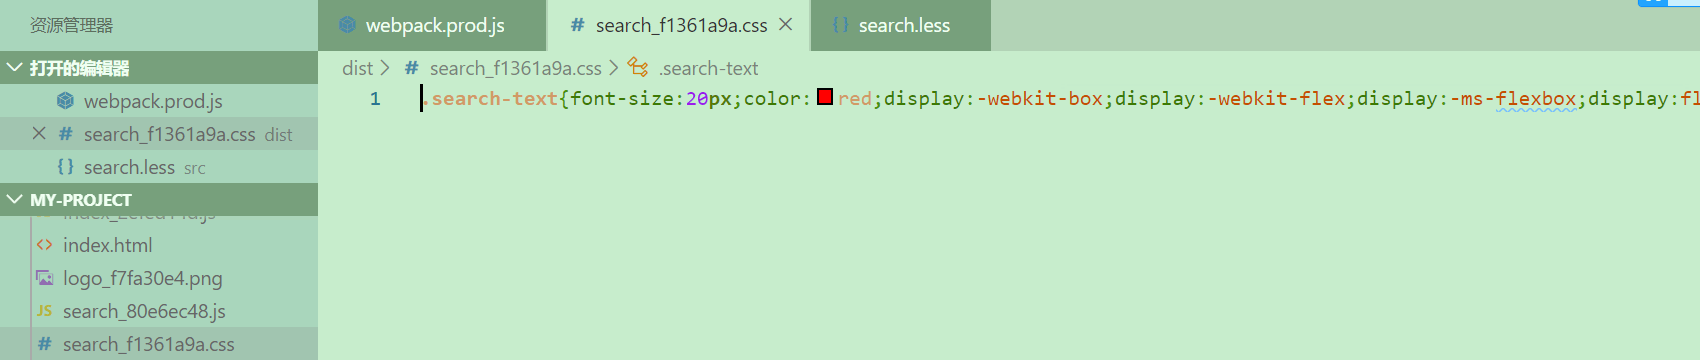 资源管理器
打开的编辑器
webpack.prod.js
search_f1361a9a.css dist
search.less src
MY-PROJECT
index.html
logo_f7fa30e4.png
JS search_80e6ec48.js
# search_f1361a9a.css
webpack.prod.js # search_f1361a9a.css {} search.less
dist > # search_f1361a9a.css > .search-text
1 .search-text{font-size:20px;color:red;display:-webkit-box;display:-webkit-flex;display:-ms-flexbox;display:fl